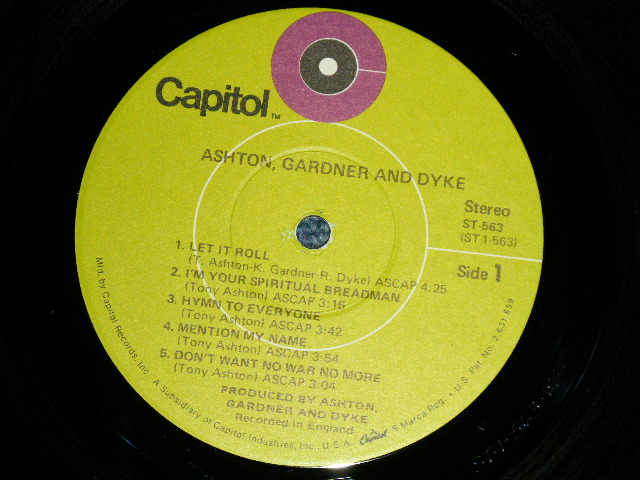 Capitol™
ASHTON, GARDNER AND DYKE
Stereo
ST-563
(ST1-563)
Side 1
1. LET IT ROLL
(T. Ashton-K. Gardner-R. Dyke) ASCAP 4:25
2. I'M YOUR SPIRITUAL BREADMAN
(Tony Ashton) ASCAP 3:16
3. HYMN TO EVERYONE
(Tony Ashton) ASCAP 3:42
4. MENTION MY NAME
(Tony Ashton) ASCAP 3:54
5. DON'T WANT NO WAR NO MORE
(Tony Ashton) ASCAP 3:04
PRODUCED BY ASHTON,
GARDNER AND DYKE
Recorded in England
Mfd. by Capitol Records, Inc., A Subsidiary of Capitol Industries, Inc., U.S.A. Capitol ® Marca Reg. • U.S. Pat. No. 2,631,859